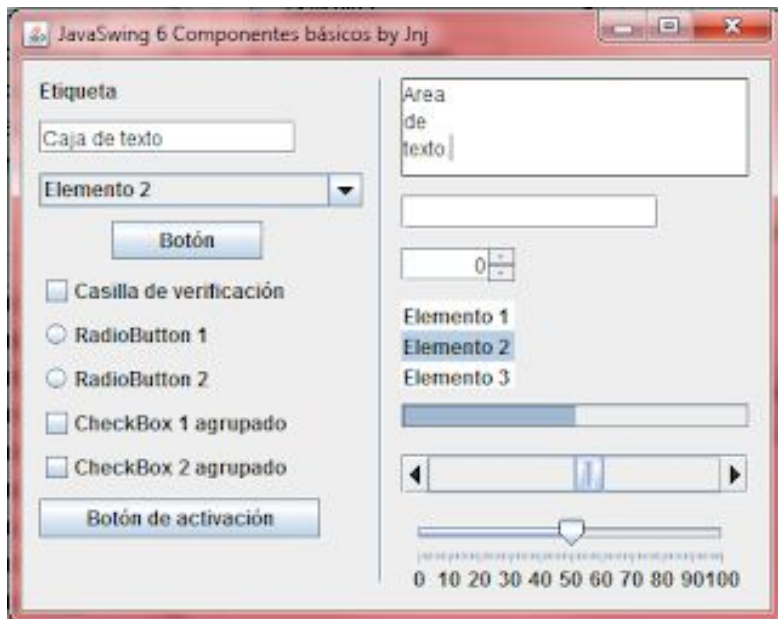 JavaSwing 6 Componentes básicos by Jnj
Etiqueta
Caja de texto
Elemento 2
Botón
Casilla de verificación
RadioButton 1
RadioButton 2
CheckBox 1 agrupado
CheckBox 2 agrupado
Botón de activación
Area
de
texto
0
Elemento 1
Elemento 2
Elemento 3
0 10 20 30 40 50 60 70 80 90100